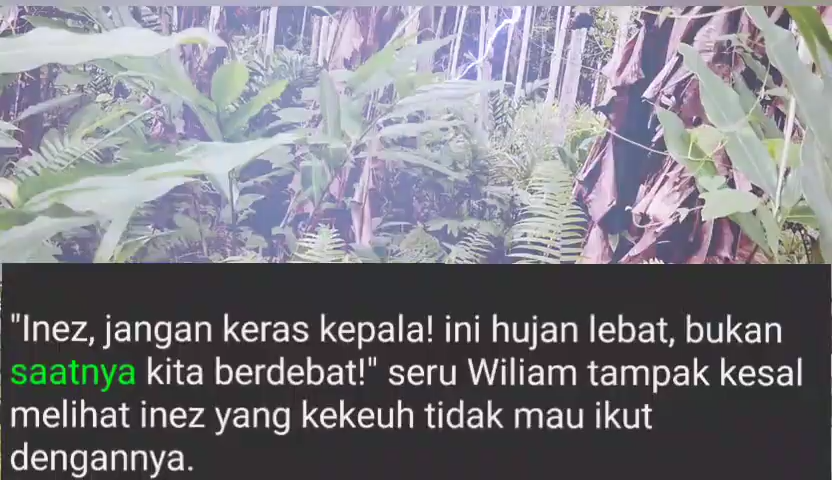 "Inez, jangan keras kepala! ini hujan lebat, bukan
saatnya kita berdebat!" seru Wiliam tampak kesal
melihat inez yang kekeuh tidak mau ikut
dengannya.